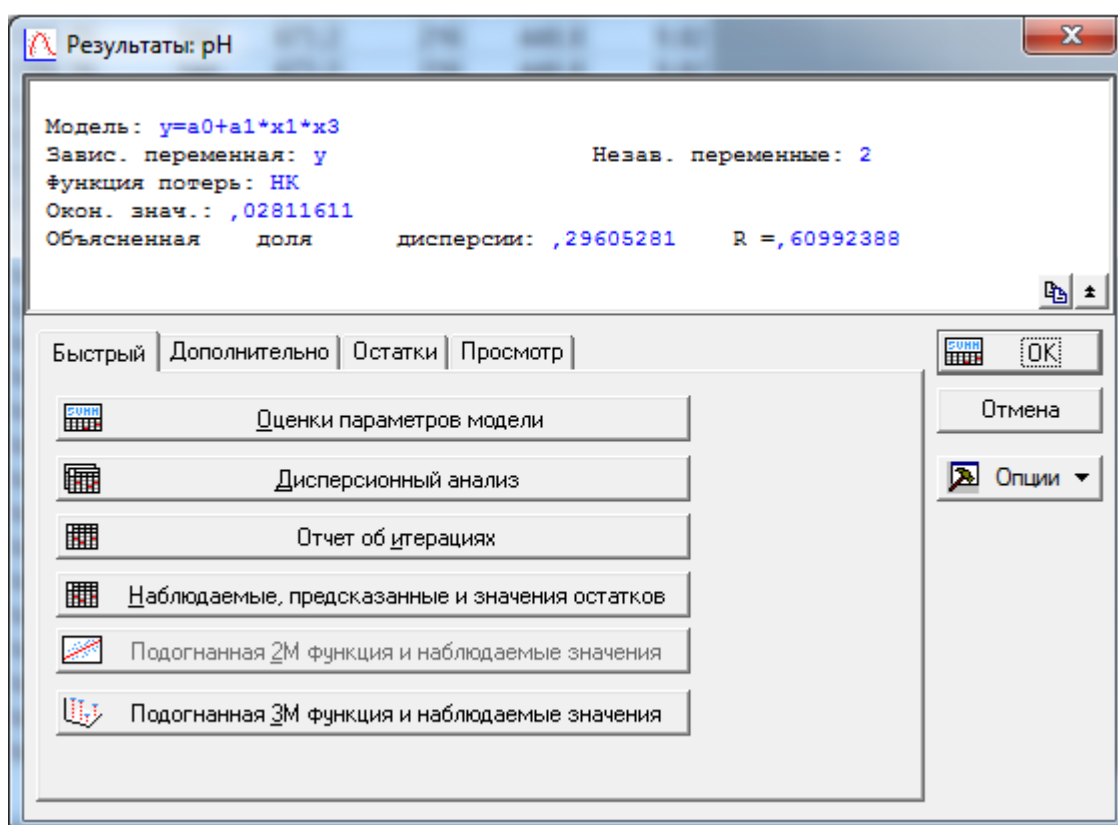 Результаты: pH
Модель: y=a0+a1*x1*x3
Завис. переменная: y Незав. переменные: 2
Функция потерь: НК
Окон. знач.: ,02811611
Объясненная доля дисперсии: ,29605281 R =,60992388
Быстрый Дополнительно Остатки Просмотр
SUMM OK
SUMM Оценки параметров модели
Отмена
Дисперсионный анализ
Опции
Отчет об итерациях
Наблюдаемые, предсказанные и значения остатков
Подогнанная 2М функция и наблюдаемые значения
Подогнанная 3М функция и наблюдаемые значения